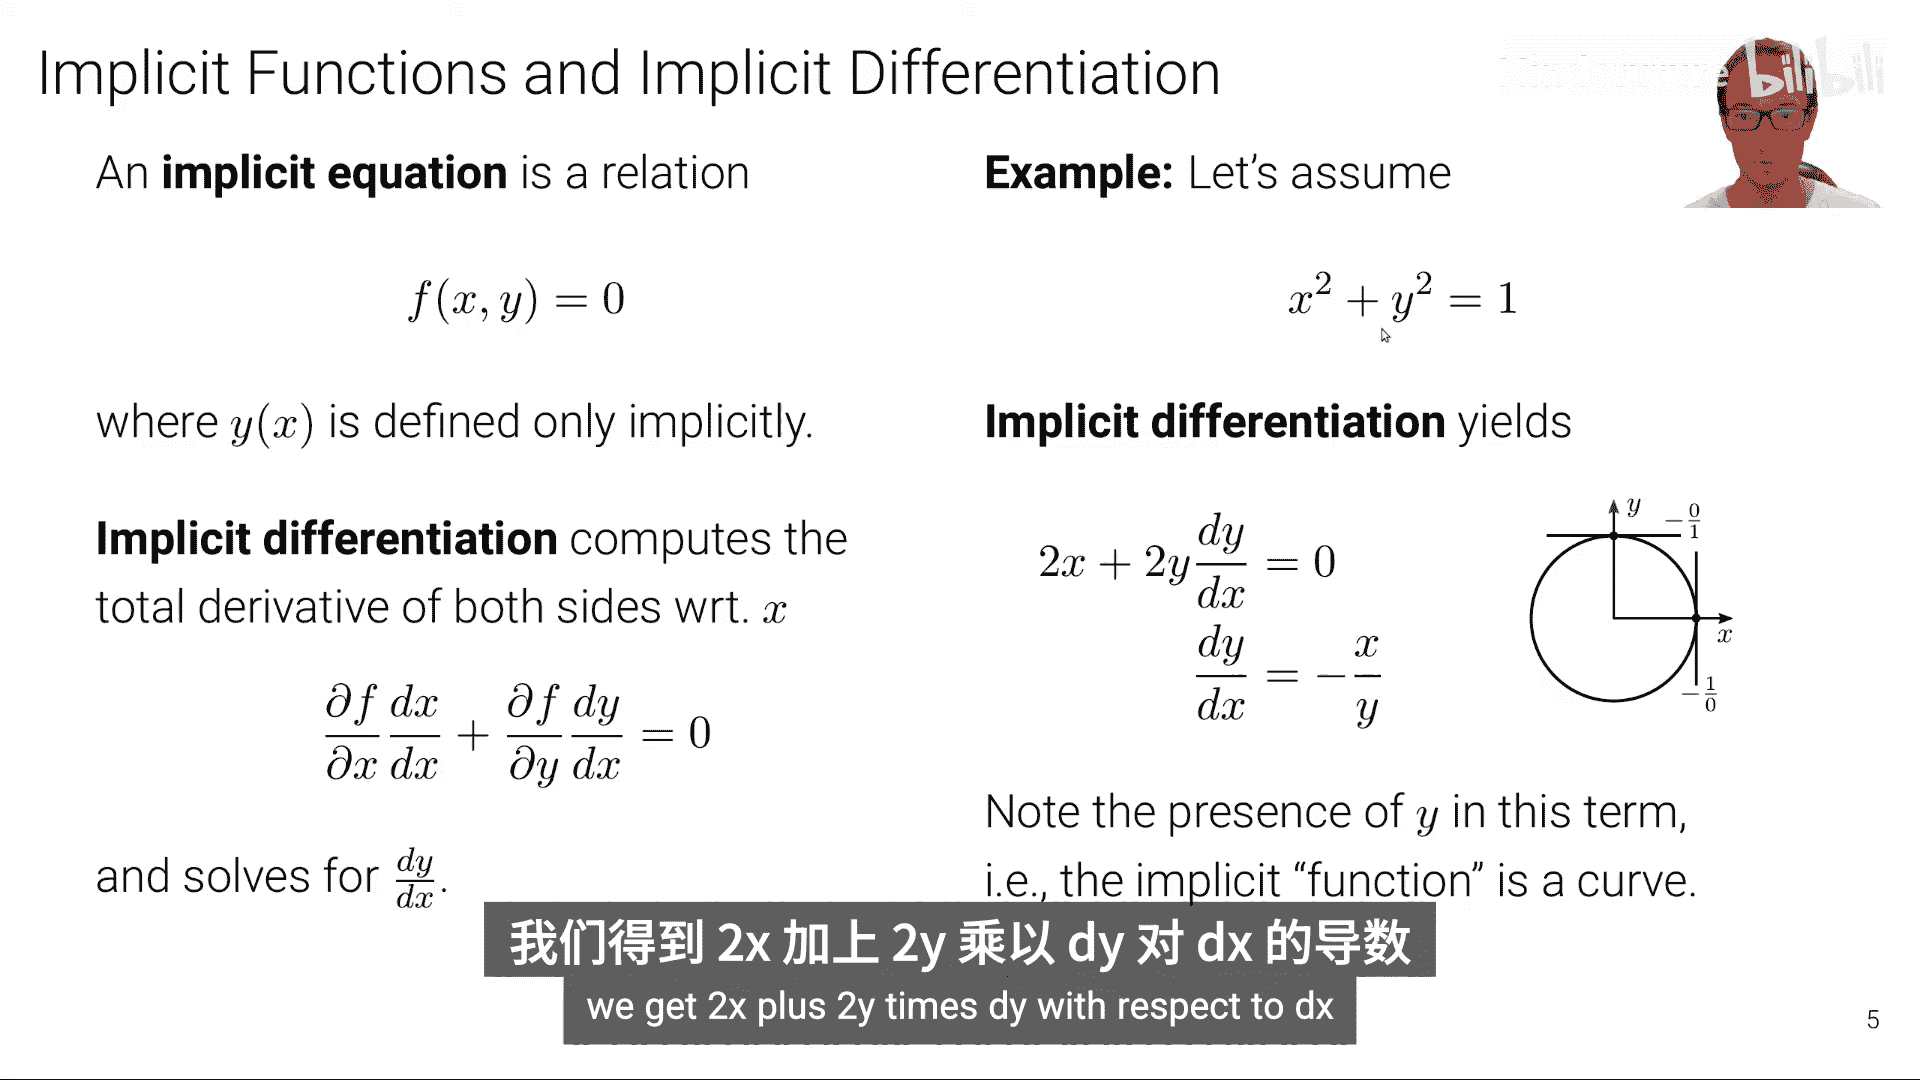 Implicit Functions and Implicit Differentiation
bilibili
An implicit equation is a relation
f(x, y) = 0
where y(x) is defined only implicitly.
Implicit differentiation computes the
total derivative of both sides wrt. x
∂f/∂x dx/dx + ∂f/∂y dy/dx = 0
and solves for dy/dx.
Example: Let's assume
x² + y² = 1
Implicit differentiation yields
2x + 2y dy/dx = 0
dy/dx = −x/y
y
−0/1
x
−1/0
Note the presence of y in this term,
i.e., the implicit “function” is a curve.
我们得到 2x 加上 2y 乘以 dy 对 dx 的导数
we get 2x plus 2y times dy with respect to dx
5